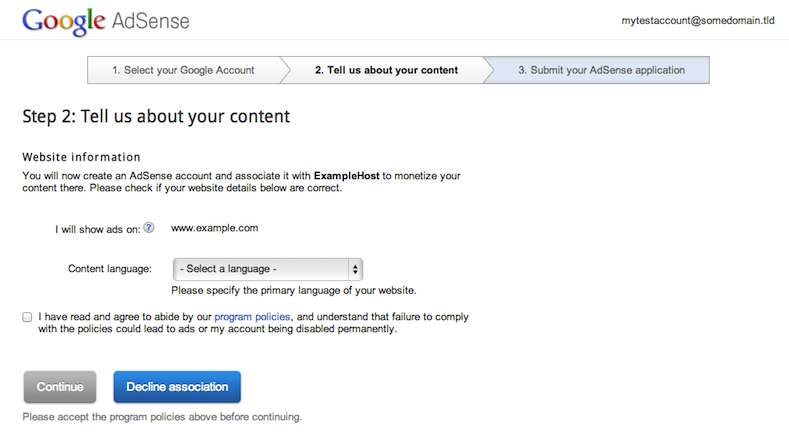 Google AdSense
mytestaccount@somedomain.tld
1. Select your Google Account
2. Tell us about your content
3. Submit your AdSense application
Step 2: Tell us about your content
Website information
You will now create an AdSense account and associate it with ExampleHost to monetize your
content there. Please check if your website details below are correct.
I will show ads on: ? www.example.com
Content language: - Select a language -
Please specify the primary language of your website.
I have read and agree to abide by our program policies, and understand that failure to comply
with the policies could lead to ads or my account being disabled permanently.
Continue Decline association
Please accept the program policies above before continuing.